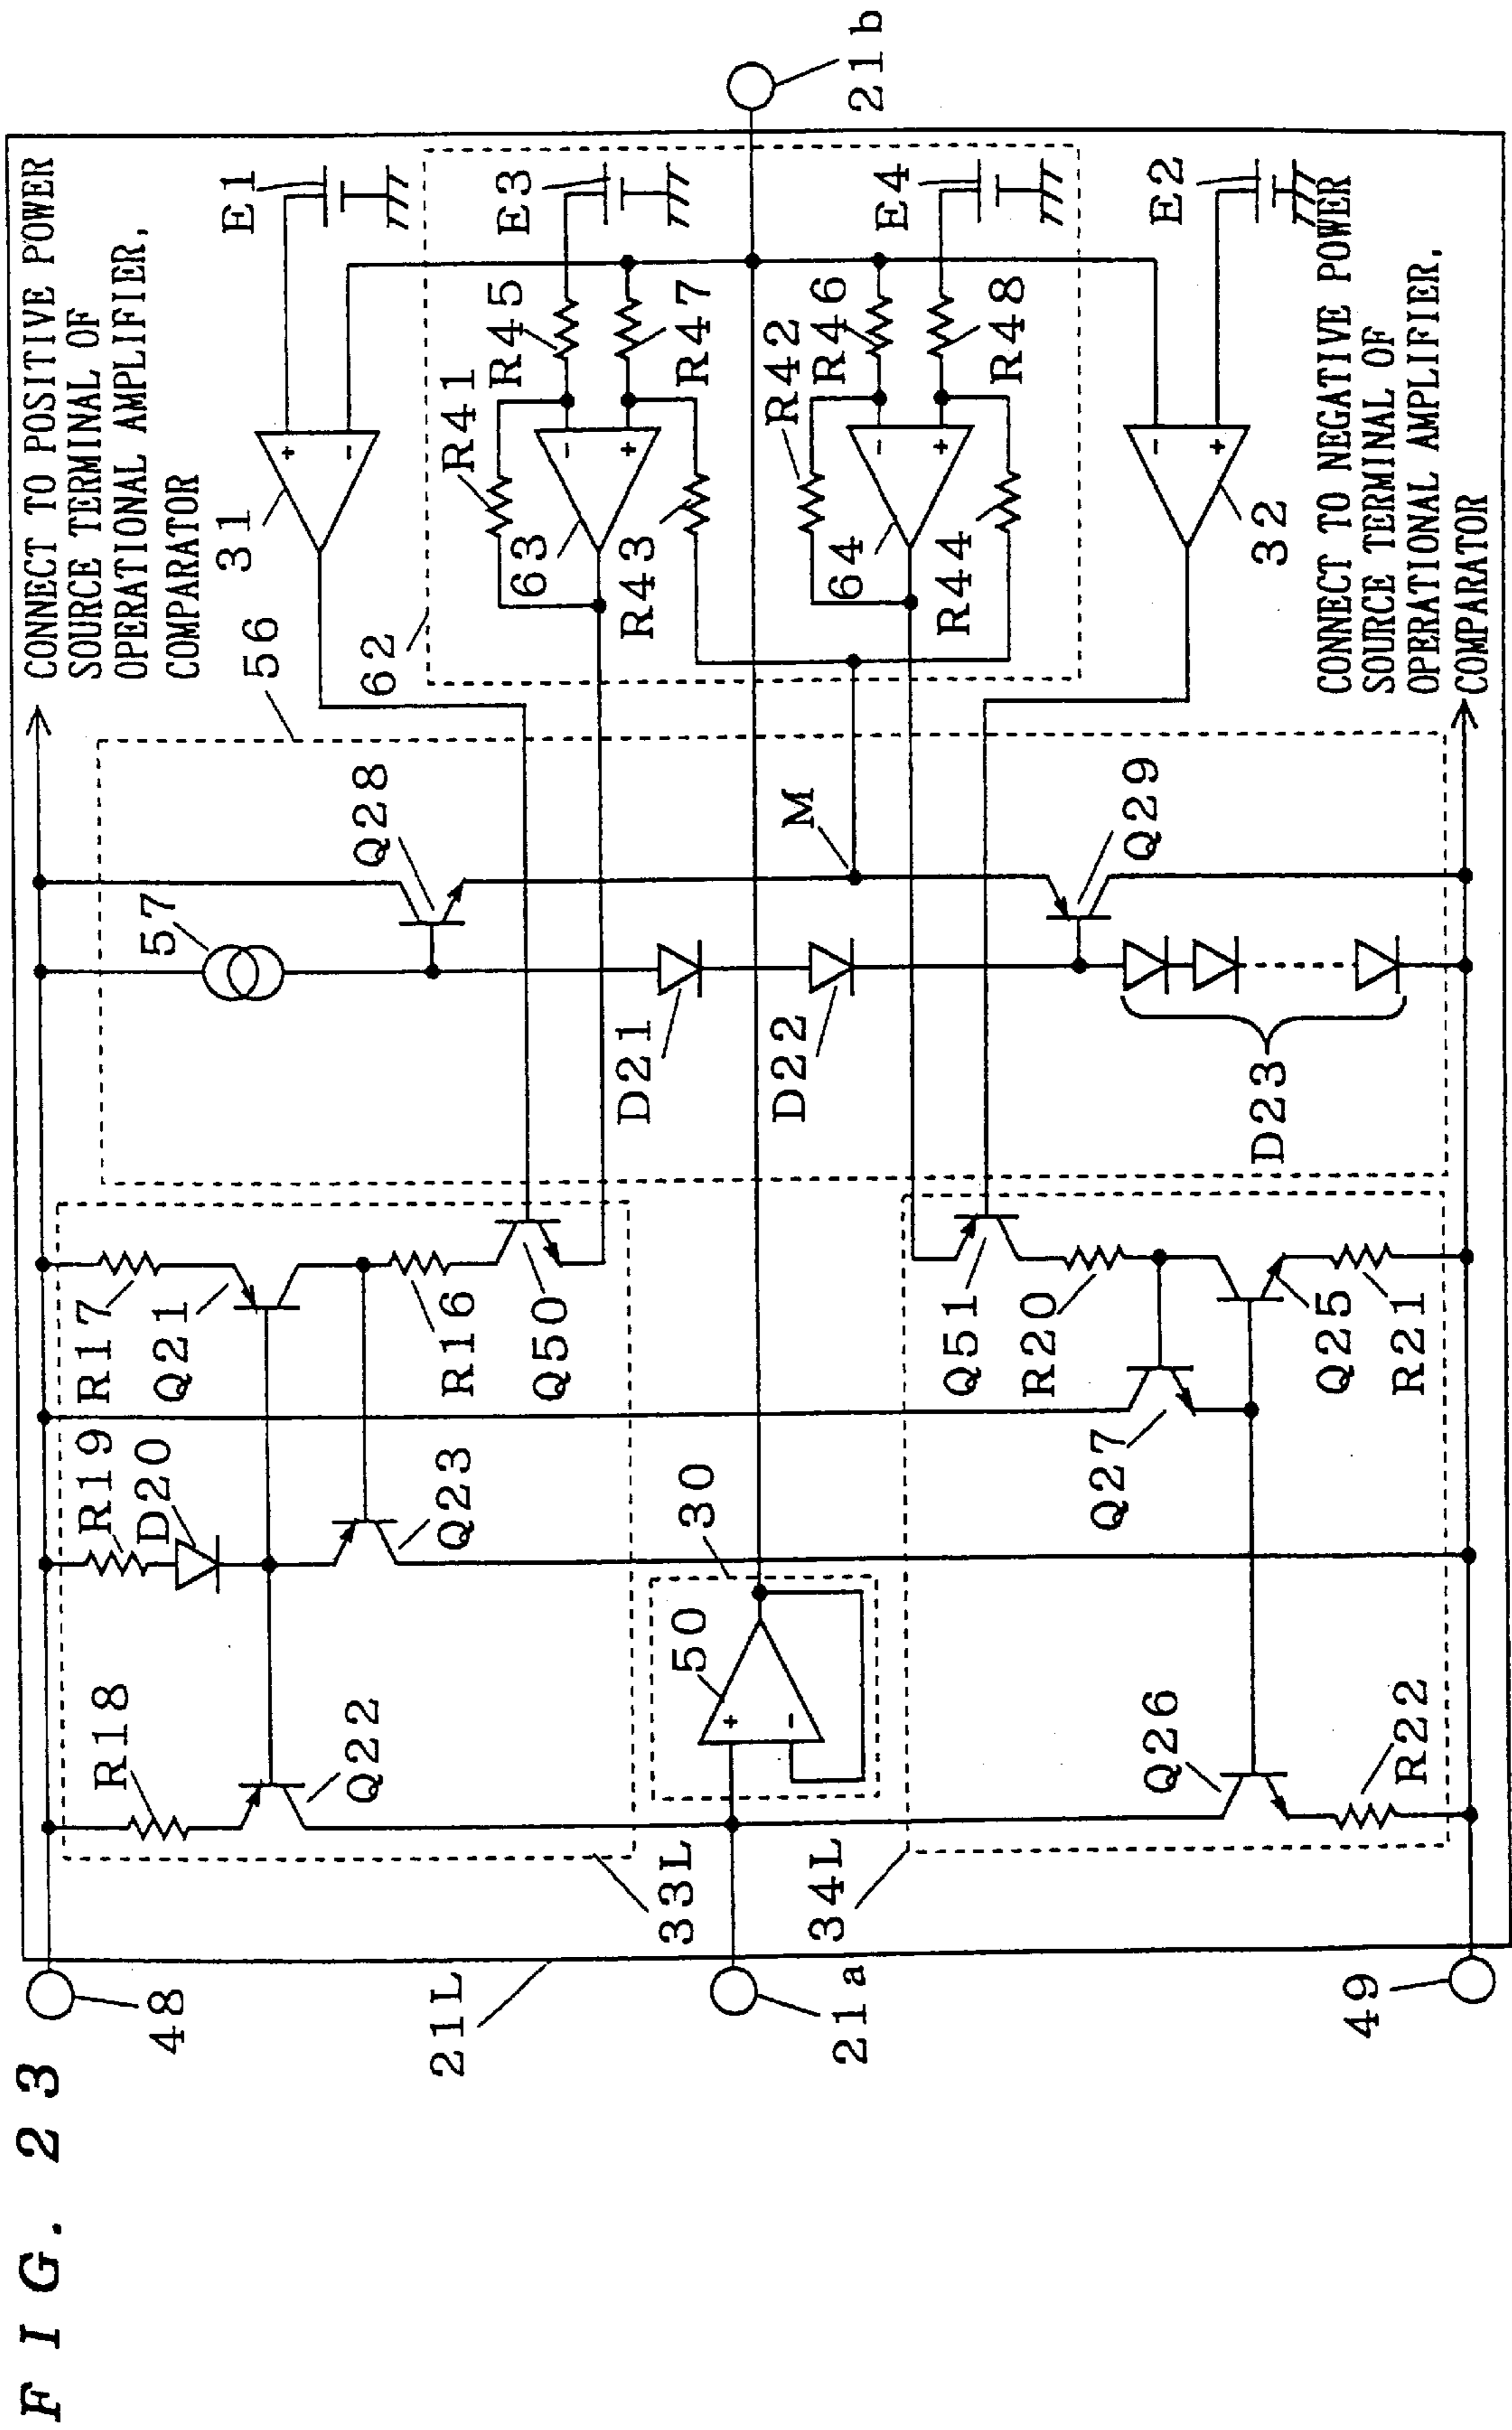 FIG. 23
CONNECT TO POSITIVE POWER
SOURCE TERMINAL OF
OPERATIONAL AMPLIFIER,
COMPARATOR
48
21L
21a
49
33L
34L
R18
Q22
R19
D20
Q23
R17
Q21
R16
Q50
30
50
+
-
Q26
R22
Q27
Q51
R20
Q25
R21
56
57
Q28
D21
D22
M
Q29
D23
62
31
+
-
E1
R41
R45
E3
63
-
+
R43
R47
R42
R46
E4
64
-
+
R44
R48
32
-
+
E2
21b
CONNECT TO NEGATIVE POWER
SOURCE TERMINAL OF
OPERATIONAL AMPLIFIER,
COMPARATOR